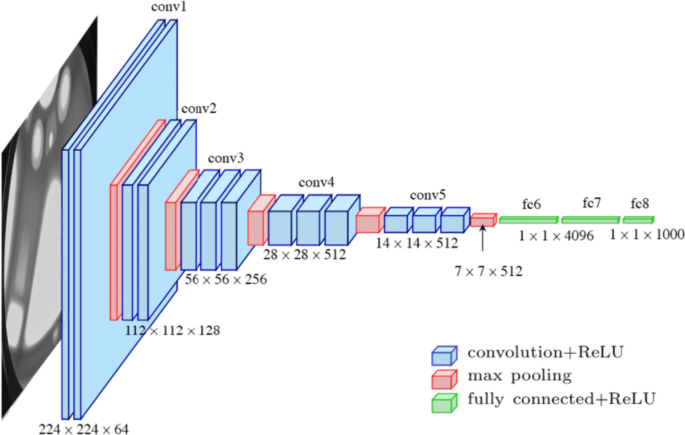 conv1
conv2
conv3
conv4
conv5
fc6
fc7
fc8
1 × 1 × 4096
1 × 1 × 1000
14 × 14 × 512
28 × 28 × 512
7 × 7 × 512
56 × 56 × 256
112 × 112 × 128
224 × 224 × 64
convolution+ReLU
max pooling
fully connected+ReLU